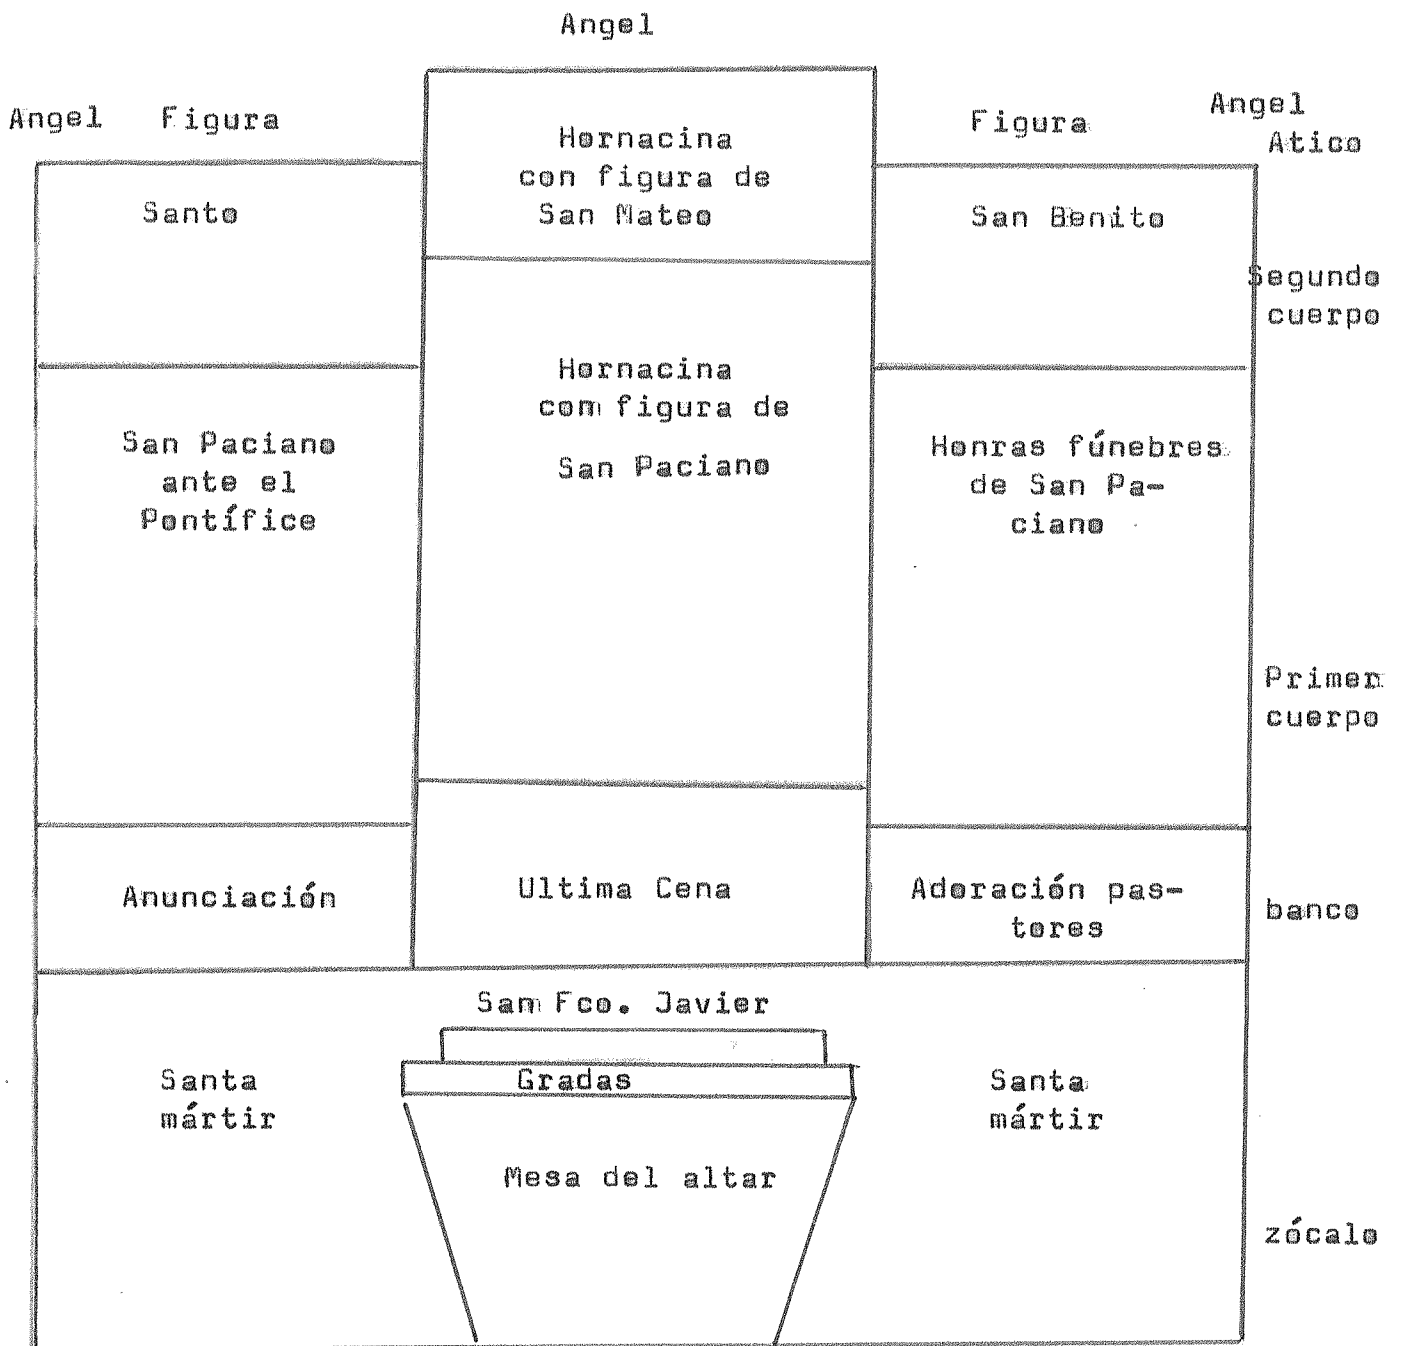 Angel
Angel Figura
Figura
Angel
Atico
Hornacina
con figura de
San Mateo
Santo
San Benito
Segundo
cuerpo
Hornacina
con figura de
San Paciano
San Paciano
ante el
Pontífice
Honras fúnebres
de San Pa-
ciano
Primer
cuerpo
Anunciación
Ultima Cena
Adoración pas-
tores
banco
San Fco. Javier
Gradas
Santa
mártir
Santa
mártir
Mesa del altar
zócalo